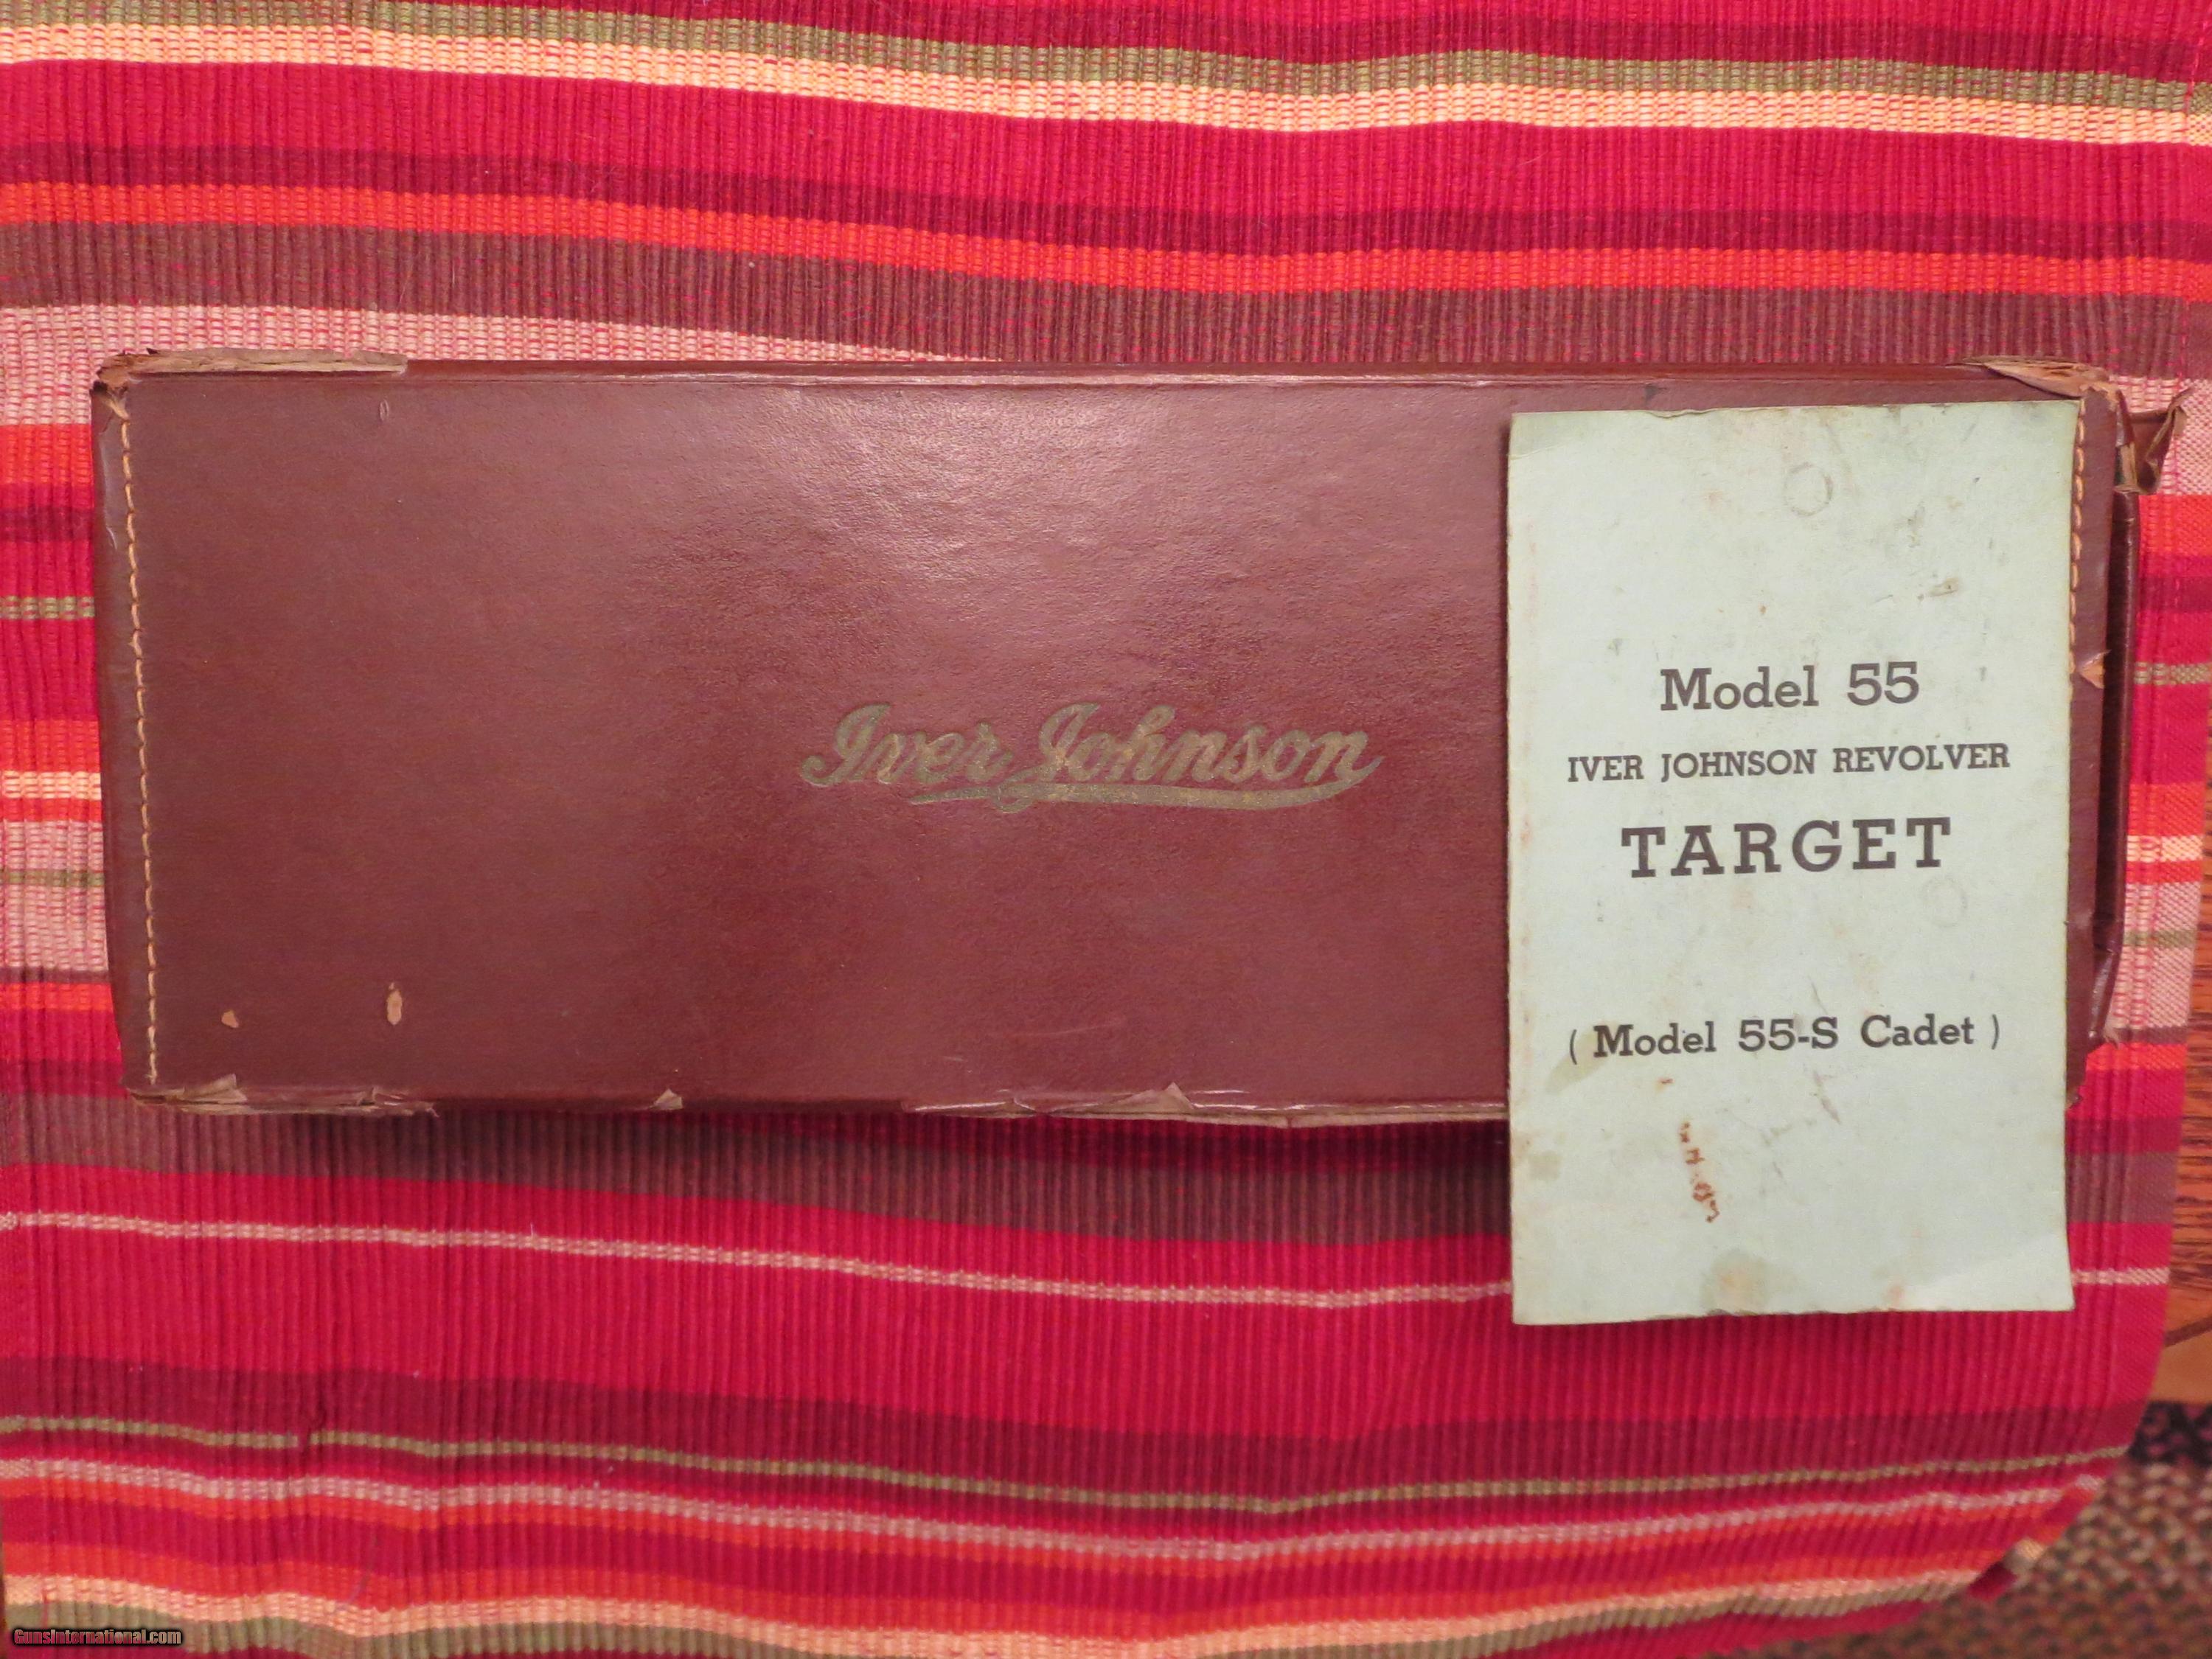 Iver Johnson
Model 55
IVER JOHNSON REVOLVER
TARGET
( Model 55-S Cadet )
GunsInternational.com